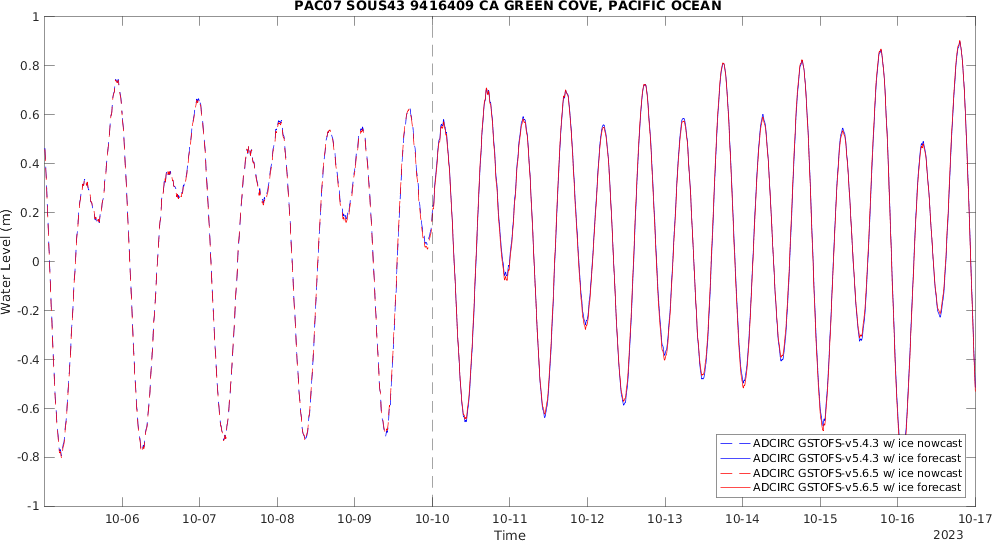 PAC07 SOUS43 9416409 CA GREEN COVE, PACIFIC OCEAN
1
0.8
0.6
0.4
0.2
0
-0.2
-0.4
-0.6
-0.8
-1
Water Level (m)
ADCIRC GSTOFS-v5.4.3 w/ ice nowcast
ADCIRC GSTOFS-v5.4.3 w/ ice forecast
ADCIRC GSTOFS-v5.6.5 w/ ice nowcast
ADCIRC GSTOFS-v5.6.5 w/ ice forecast
10-06 10-07 10-08 10-09 10-10 10-11 10-12 10-13 10-14 10-15 10-16 10-17
Time
2023